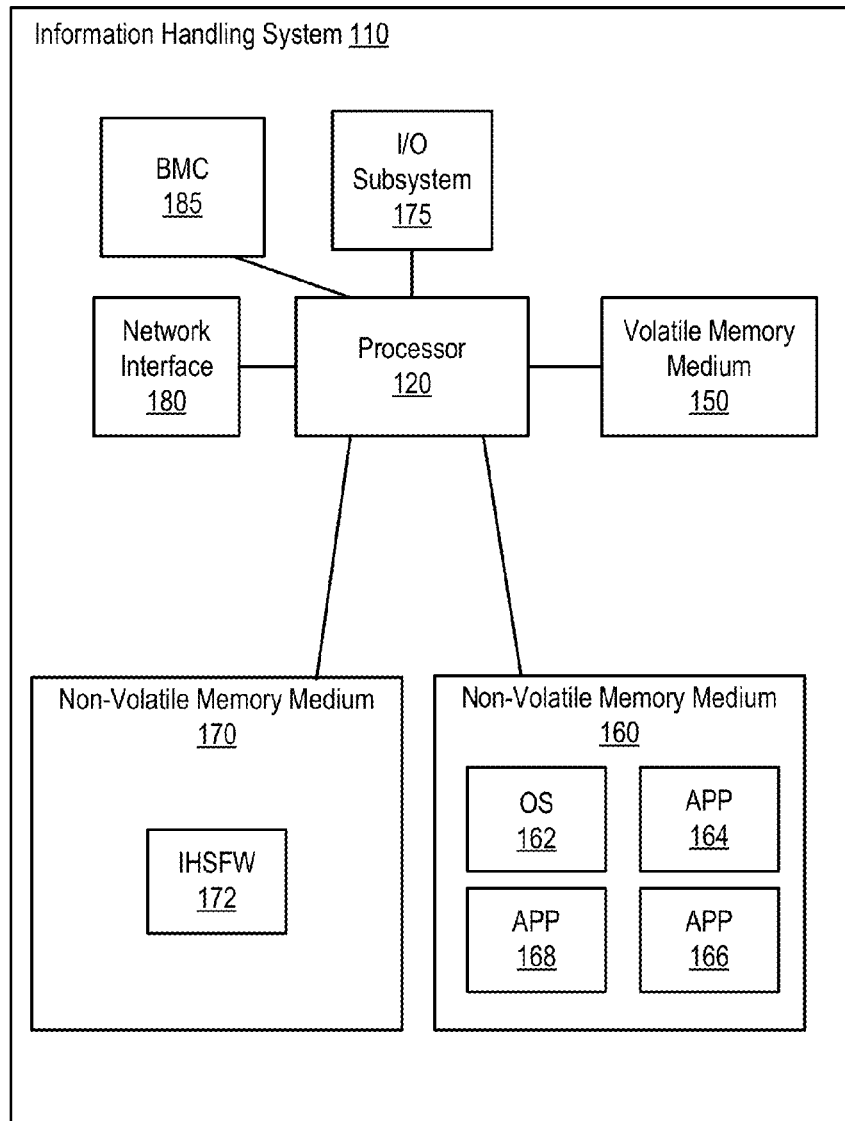 Information Handling System 110
BMC
185
I/O
Subsystem
175
Network
Interface
180
Processor
120
Volatile Memory
Medium
150
Non-Volatile Memory Medium
170
IHSFW
172
Non-Volatile Memory Medium
160
OS
162
APP
164
APP
168
APP
166